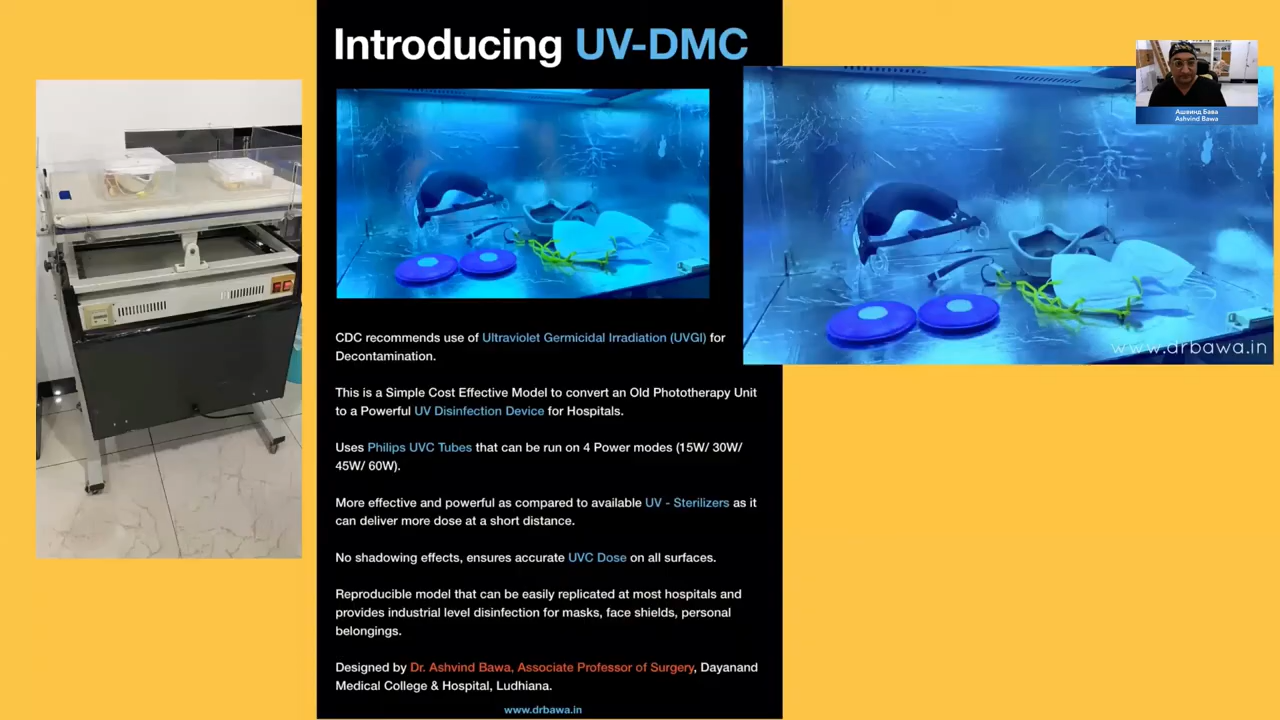 Introducing UV-DMC
CDC recommends use of Ultraviolet Germicidal Irradiation (UVGI) for
Decontamination.
This is a Simple Cost Effective Model to convert an Old Phototherapy Unit
to a Powerful UV Disinfection Device for Hospitals.
Uses Philips UVC Tubes that can be run on 4 Power modes (15W/ 30W/
45W/ 60W).
More effective and powerful as compared to available UV - Sterilizers as it
can deliver more dose at a short distance.
No shadowing effects, ensures accurate UVC Dose on all surfaces.
Reproducible model that can be easily replicated at most hospitals and
provides industrial level disinfection for masks, face shields, personal
belongings.
Designed by Dr. Ashvind Bawa, Associate Professor of Surgery, Dayanand
Medical College & Hospital, Ludhiana.
www.drbawa.in
www.drbawa.in
Ашвинд Бава
Ashvind Bawa